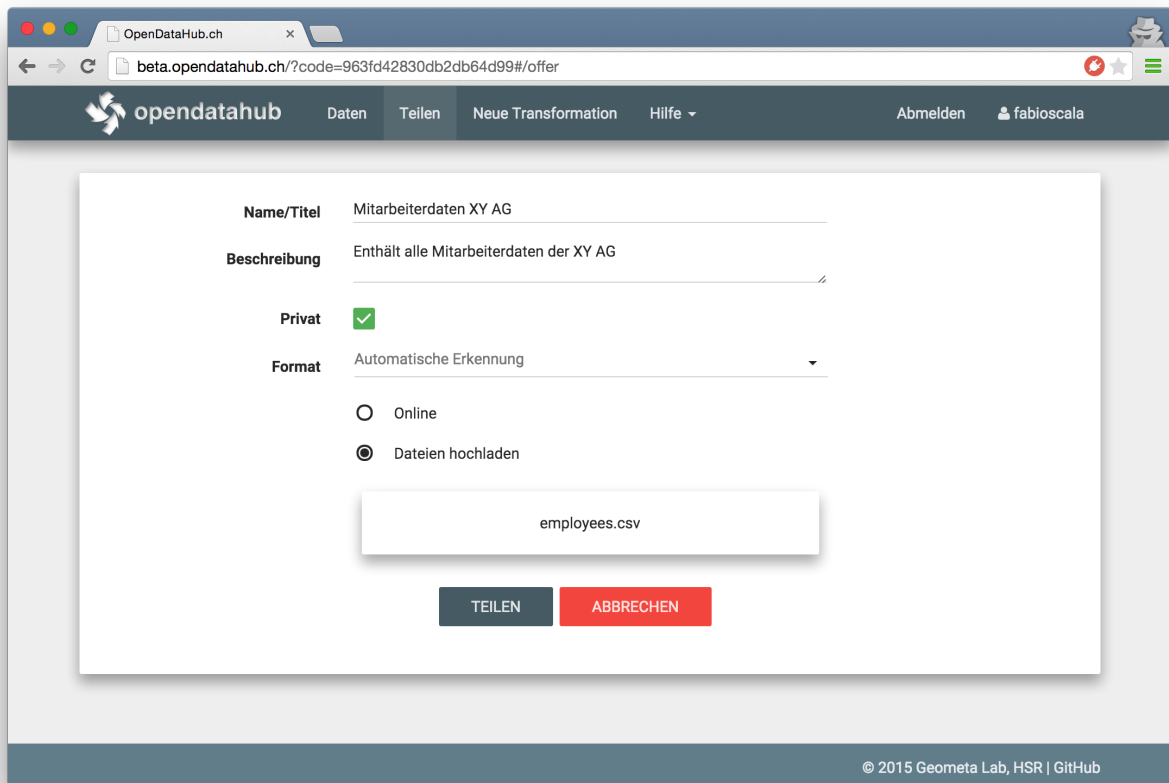 OpenDataHub.ch
beta.opendatahub.ch/?code=963fd42830db2db64d99#/offer
opendatahub Daten Teilen Neue Transformation Hilfe Abmelden fabioscala
Name/Titel Mitarbeiterdaten XY AG
Beschreibung Enthält alle Mitarbeiterdaten der XY AG
Privat
Format Automatische Erkennung
Online
Dateien hochladen
employees.csv
TEILEN ABBRECHEN
© 2015 Geometa Lab, HSR | GitHub